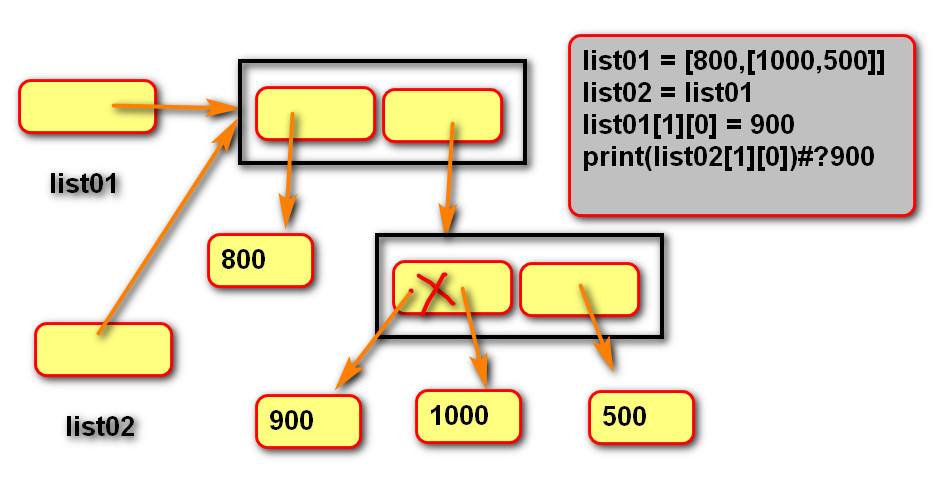 list01 = [800,[1000,500]]
list02 = list01
list01[1][0] = 900
print(list02[1][0])#?900
list01
800
list02
900
1000
500